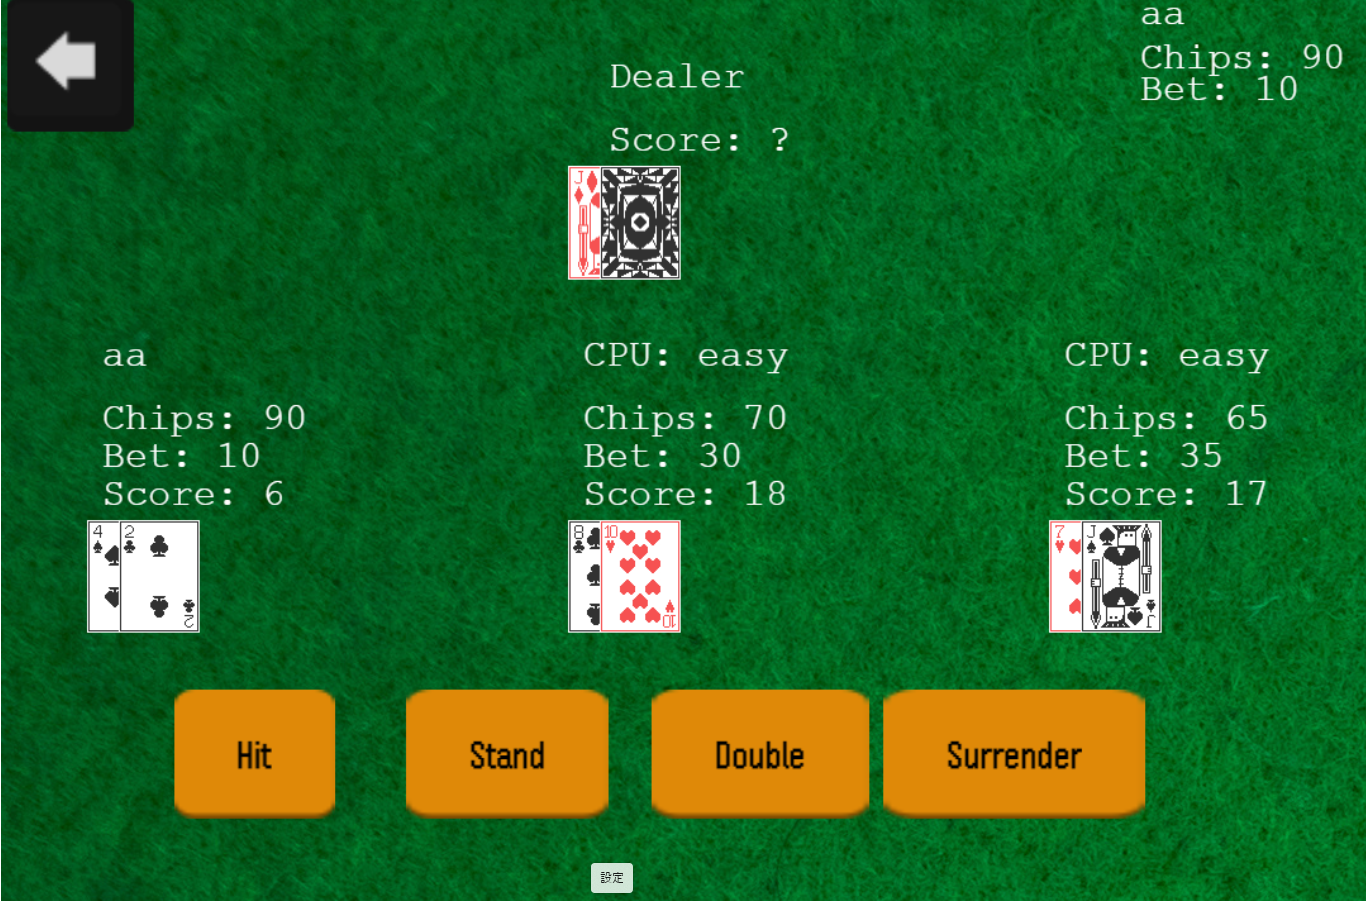 aa
Chips: 90
Bet: 10
Dealer
Score: ?
J
aa
Chips: 90
Bet: 10
Score: 6
4 2
2
CPU: easy
Chips: 70
Bet: 30
Score: 18
8 10
10
CPU: easy
Chips: 65
Bet: 35
Score: 17
7 J
J
Hit
Stand
Double
Surrender
設定